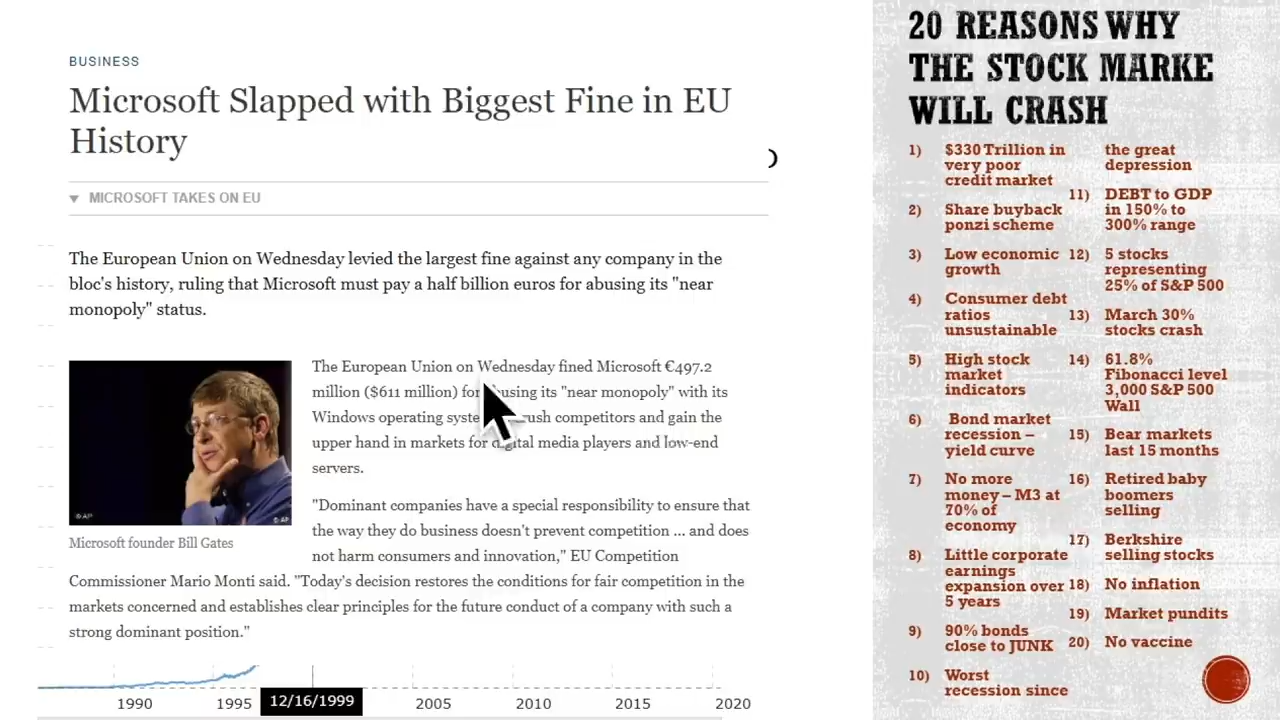 BUSINESS
Microsoft Slapped with Biggest Fine in EU
History
MICROSOFT TAKES ON EU
The European Union on Wednesday levied the largest fine against any company in the
bloc's history, ruling that Microsoft must pay a half billion euros for abusing its "near
monopoly" status.
The European Union on Wednesday fined Microsoft €497.2
million ($611 million) for abusing its "near monopoly" with its
Windows operating system crush competitors and gain the
upper hand in markets for digital media players and low-end
servers.
"Dominant companies have a special responsibility to ensure that
the way they do business doesn't prevent competition ... and does
not harm consumers and innovation," EU Competition
© AP
© AP
Microsoft founder Bill Gates
Commissioner Mario Monti said. "Today's decision restores the conditions for fair competition in the
markets concerned and establishes clear principles for the future conduct of a company with such a
strong dominant position."
1990 1995 12/16/1999 2005 2010 2015 2020
20 REASONS WHY
THE STOCK MARKE
WILL CRASH
1) $330 Trillion in
very poor
credit market
2) Share buyback
ponzi scheme
3) Low economic
growth
4) Consumer debt
ratios
unsustainable
5) High stock
market
indicators
6) Bond market
recession –
yield curve
7) No more
money – M3 at
70% of
economy
8) Little corporate
earnings
expansion over
5 years
9) 90% bonds
close to JUNK
10) Worst
recession since
the great
depression
11) DEBT to GDP
in 150% to
300% range
12) 5 stocks
representing
25% of S&P 500
13) March 30%
stocks crash
14) 61.8%
Fibonacci level
3,000 S&P 500
Wall
15) Bear markets
last 15 months
16) Retired baby
boomers
selling
17) Berkshire
selling stocks
18) No inflation
19) Market pundits
20) No vaccine